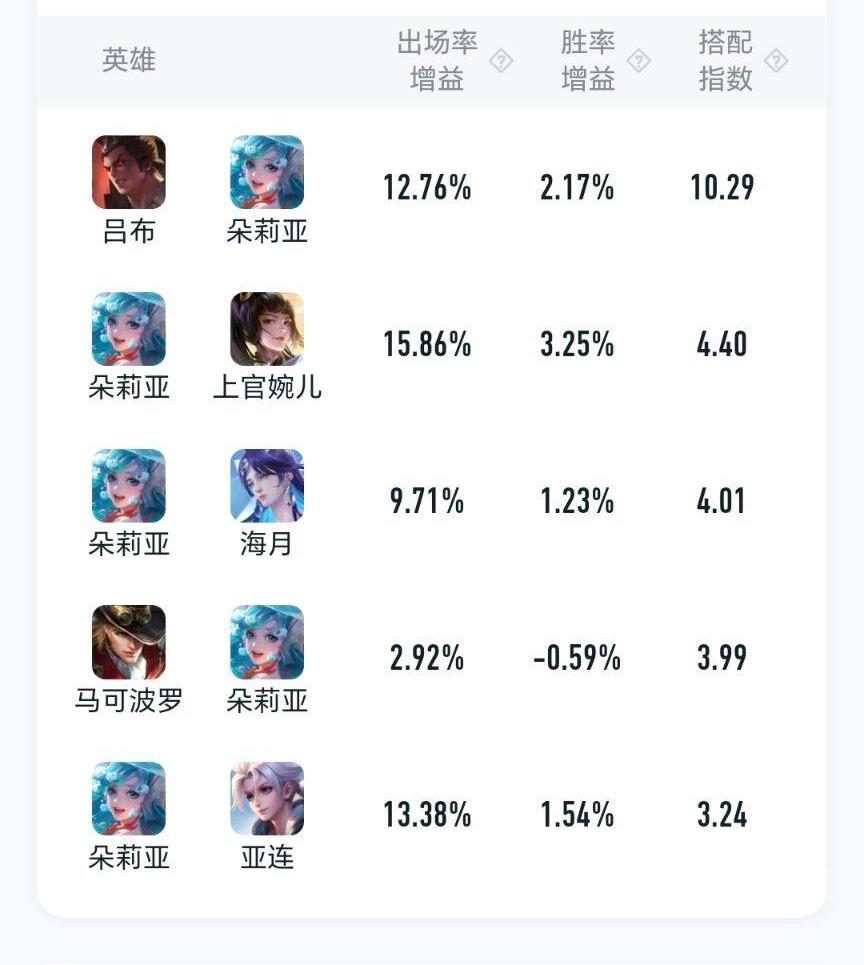 英雄 出场率增益 ? 胜率增益 ? 搭配指数 ?
吕布 朵莉亚 12.76% 2.17% 10.29
朵莉亚 上官婉儿 15.86% 3.25% 4.40
朵莉亚 海月 9.71% 1.23% 4.01
马可波罗 朵莉亚 2.92% -0.59% 3.99
朵莉亚 亚连 13.38% 1.54% 3.24